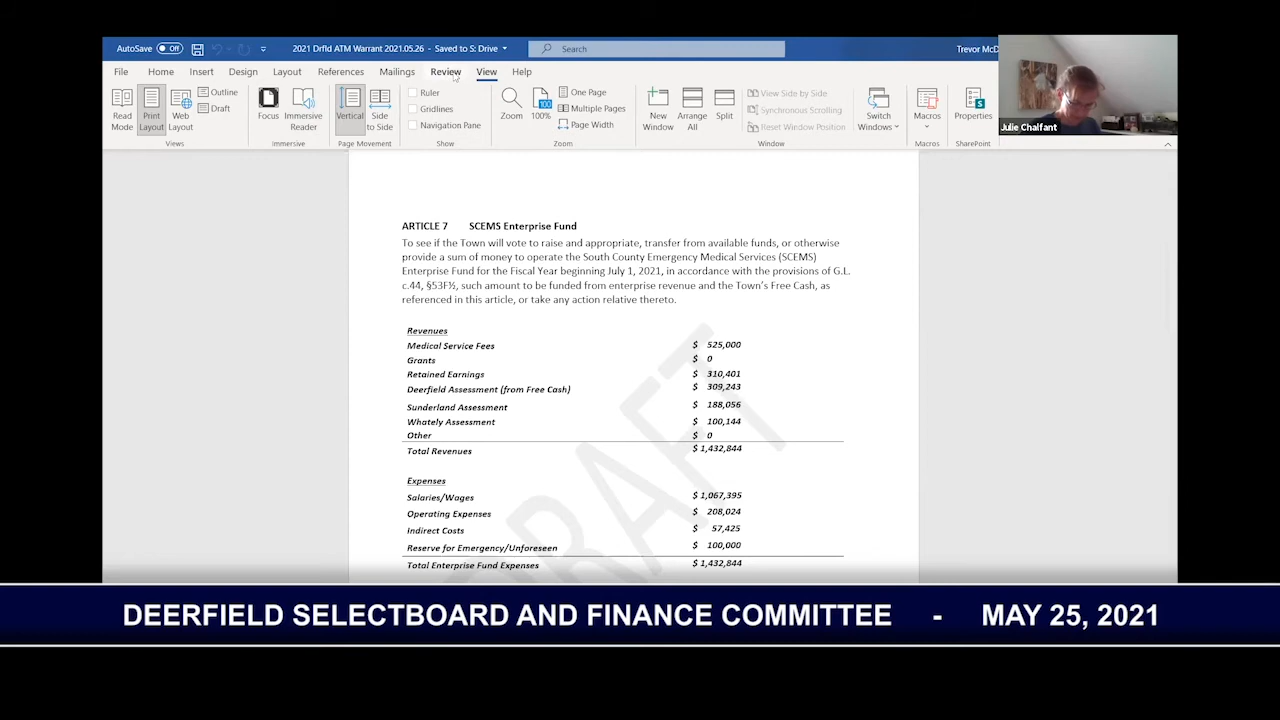 AutoSave Off 2021 Drfld ATM Warrant 2021.05.26 - Saved to S: Drive Search Trevor McD
File Home Insert Design Layout References Mailings Review View Help
Read Mode
Print Layout
Web Layout
Outline
Draft
Views
Focus
Immersive Reader
Immersive
Vertical
Side to Side
Page Movement
Ruler
Gridlines
Navigation Pane
Show
Zoom
100
100%
One Page
Multiple Pages
Page Width
Zoom
New Window
Arrange All
Split
View Side by Side
Synchronous Scrolling
Reset Window Position
Window
Switch Windows
Macros
Macros
Properties
SharePoint
Julie Chalfant
ARTICLE 7 SCEMS Enterprise Fund
To see if the Town will vote to raise and appropriate, transfer from available funds, or otherwise
provide a sum of money to operate the South County Emergency Medical Services (SCEMS)
Enterprise Fund for the Fiscal Year beginning July 1, 2021, in accordance with the provisions of G.L.
c.44, §53F½, such amount to be funded from enterprise revenue and the Town's Free Cash, as
referenced in this article, or take any action relative thereto.
Revenues
Medical Service Fees $ 525,000
Grants $ 0
Retained Earnings $ 310,401
Deerfield Assessment (from Free Cash) $ 309,243
Sunderland Assessment $ 188,056
Whately Assessment $ 100,144
Other $ 0
Total Revenues $ 1,432,844
Expenses
Salaries/Wages $ 1,067,395
Operating Expenses $ 208,024
Indirect Costs $ 57,425
Reserve for Emergency/Unforeseen $ 100,000
Total Enterprise Fund Expenses $ 1,432,844
DRAFT
DEERFIELD SELECTBOARD AND FINANCE COMMITTEE - MAY 25, 2021